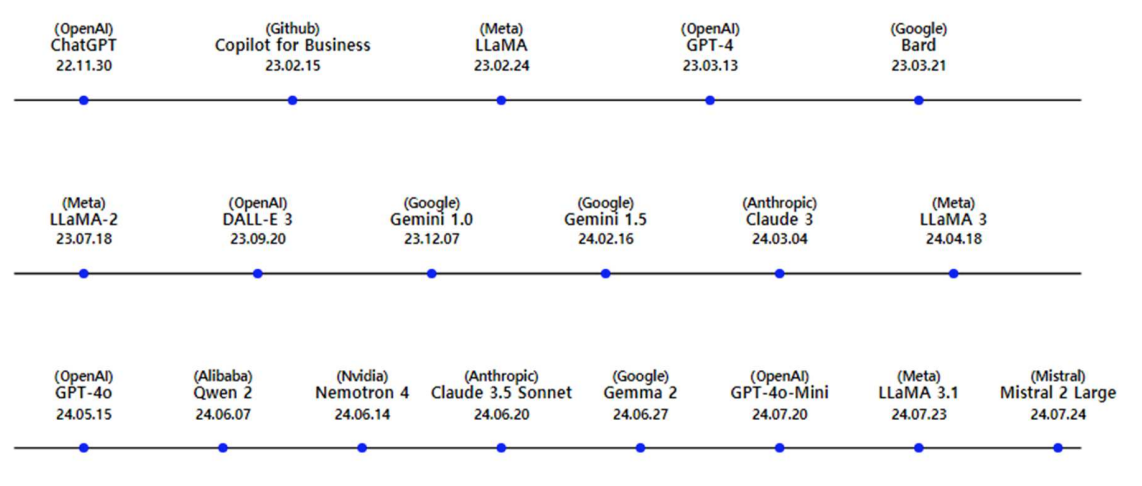 (OpenAI)
ChatGPT
22.11.30
(Github)
Copilot for Business
23.02.15
(Meta)
LLaMA
23.02.24
(OpenAI)
GPT-4
23.03.13
(Google)
Bard
23.03.21
(Meta)
LLaMA-2
23.07.18
(OpenAI)
DALL-E 3
23.09.20
(Google)
Gemini 1.0
23.12.07
(Google)
Gemini 1.5
24.02.16
(Anthropic)
Claude 3
24.03.04
(Meta)
LLaMA 3
24.04.18
(OpenAI)
GPT-4o
24.05.15
(Alibaba)
Qwen 2
24.06.07
(Nvidia)
Nemotron 4
24.06.14
(Anthropic)
Claude 3.5 Sonnet
24.06.20
(Google)
Gemma 2
24.06.27
(OpenAI)
GPT-4o-Mini
24.07.20
(Meta)
LLaMA 3.1
24.07.23
(Mistral)
Mistral 2 Large
24.07.24